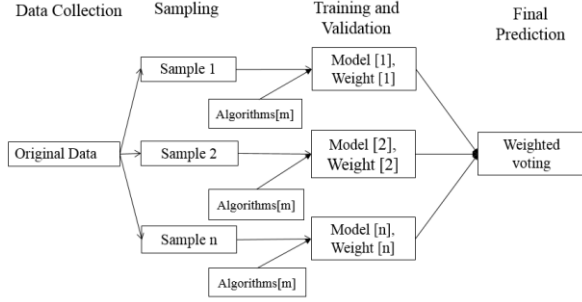 Data Collection
Sampling
Training and
Validation
Final
Prediction
Sample 1
Model [1],
Weight [1]
Algorithms[m]
Original Data
Sample 2
Model [2],
Weight [2]
Weighted
voting
Algorithms[m]
Sample n
Model [n],
Weight [n]
Algorithms[m]